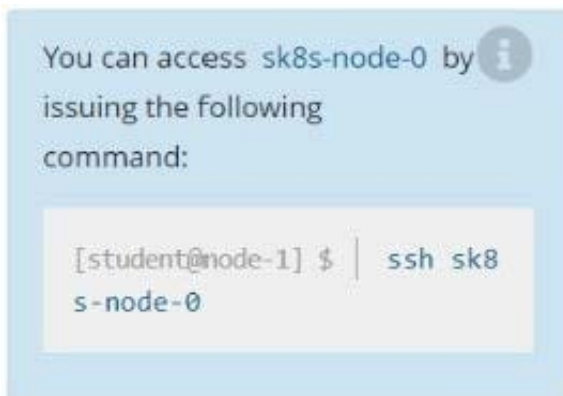 You can access sk8s-node-0 by
issuing the following
command:
[student@node-1] $ | ssh sk8
s-node-0